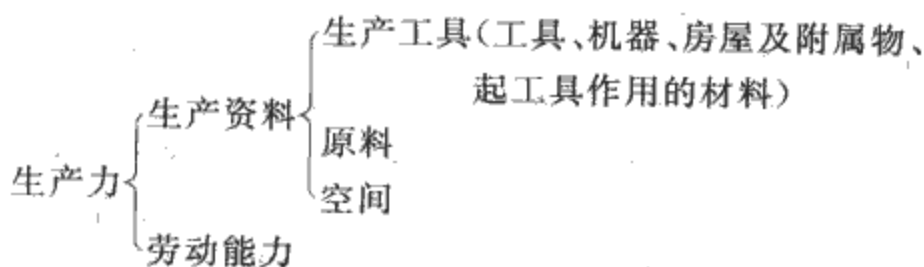 生产工具(工具、机器、房屋及附属物、
起工具作用的材料)
生产资料
原料
生产力
空间
劳动能力